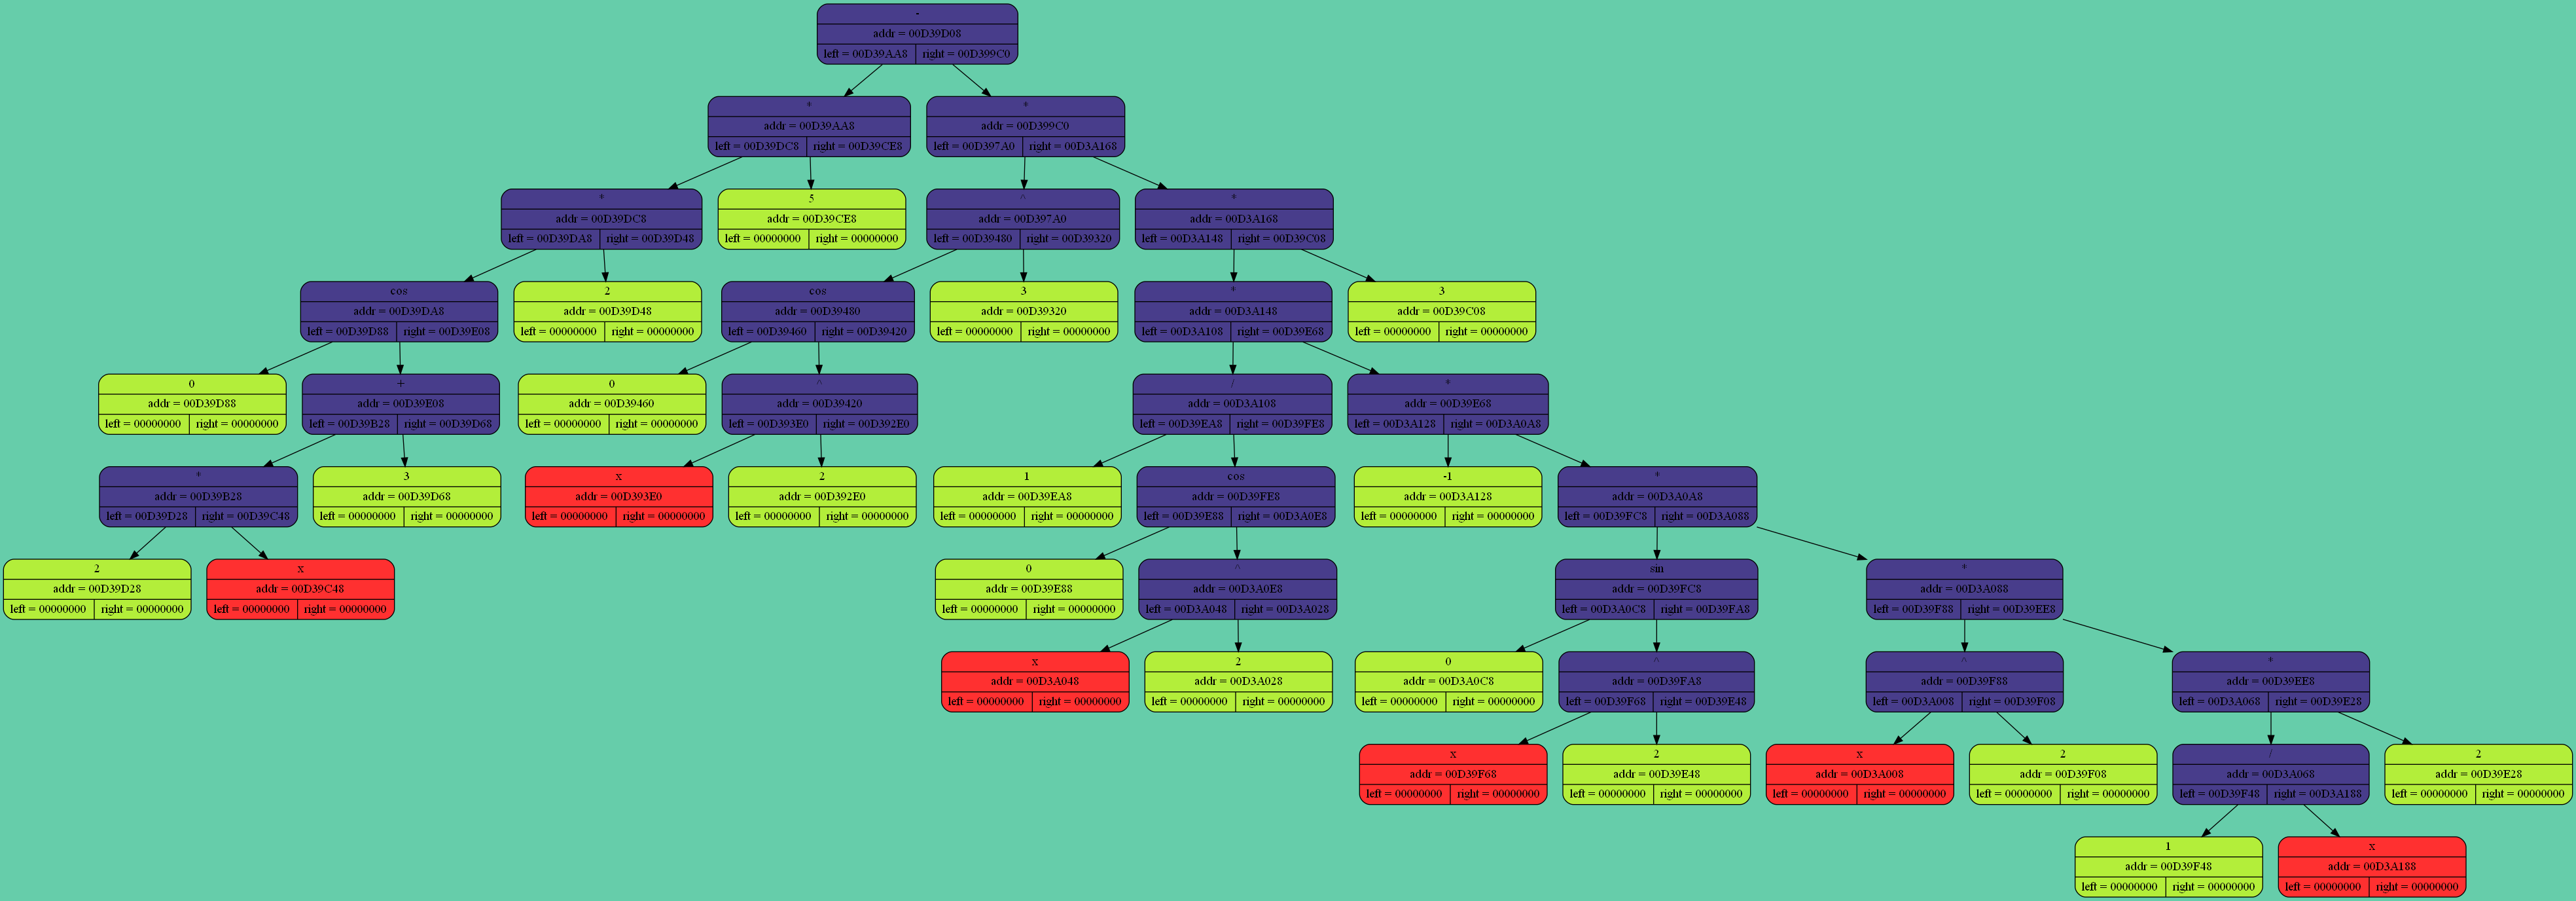 -
addr = 00D39D08
left = 00D39AA8 right = 00D399C0
*
addr = 00D39AA8
left = 00D39DC8 right = 00D39CE8
*
addr = 00D399C0
left = 00D397A0 right = 00D3A168
*
addr = 00D39DC8
left = 00D39DA8 right = 00D39D48
5
addr = 00D39CE8
left = 00000000 right = 00000000
^
addr = 00D397A0
left = 00D39480 right = 00D39320
*
addr = 00D3A168
left = 00D3A148 right = 00D39C08
cos
addr = 00D39DA8
left = 00D39D88 right = 00D39E08
2
addr = 00D39D48
left = 00000000 right = 00000000
cos
addr = 00D39480
left = 00D39460 right = 00D39420
3
addr = 00D39320
left = 00000000 right = 00000000
*
addr = 00D3A148
left = 00D3A108 right = 00D39E68
3
addr = 00D39C08
left = 00000000 right = 00000000
0
addr = 00D39D88
left = 00000000 right = 00000000
+
addr = 00D39E08
left = 00D39B28 right = 00D39D68
0
addr = 00D39460
left = 00000000 right = 00000000
^
addr = 00D39420
left = 00D393E0 right = 00D392E0
/
addr = 00D3A108
left = 00D39EA8 right = 00D39FE8
*
addr = 00D39E68
left = 00D3A128 right = 00D3A0A8
*
addr = 00D39B28
left = 00D39D28 right = 00D39C48
3
addr = 00D39D68
left = 00000000 right = 00000000
x
addr = 00D393E0
left = 00000000 right = 00000000
2
addr = 00D392E0
left = 00000000 right = 00000000
1
addr = 00D39EA8
left = 00000000 right = 00000000
cos
addr = 00D39FE8
left = 00D39E88 right = 00D3A0E8
-1
addr = 00D3A128
left = 00000000 right = 00000000
*
addr = 00D3A0A8
left = 00D39FC8 right = 00D3A088
2
addr = 00D39D28
left = 00000000 right = 00000000
x
addr = 00D39C48
left = 00000000 right = 00000000
0
addr = 00D39E88
left = 00000000 right = 00000000
^
addr = 00D3A0E8
left = 00D3A048 right = 00D3A028
sin
addr = 00D39FC8
left = 00D3A0C8 right = 00D39FA8
*
addr = 00D3A088
left = 00D39F88 right = 00D39EE8
x
addr = 00D3A048
left = 00000000 right = 00000000
2
addr = 00D3A028
left = 00000000 right = 00000000
0
addr = 00D3A0C8
left = 00000000 right = 00000000
^
addr = 00D39FA8
left = 00D39F68 right = 00D39E48
^
addr = 00D39F88
left = 00D3A008 right = 00D39F08
*
addr = 00D39EE8
left = 00D3A068 right = 00D39E28
x
addr = 00D39F68
left = 00000000 right = 00000000
2
addr = 00D39E48
left = 00000000 right = 00000000
x
addr = 00D3A008
left = 00000000 right = 00000000
2
addr = 00D39F08
left = 00000000 right = 00000000
/
addr = 00D3A068
left = 00D39F48 right = 00D3A188
2
addr = 00D39E28
left = 00000000 right = 00000000
1
addr = 00D39F48
left = 00000000 right = 00000000
x
addr = 00D3A188
left = 00000000 right = 00000000